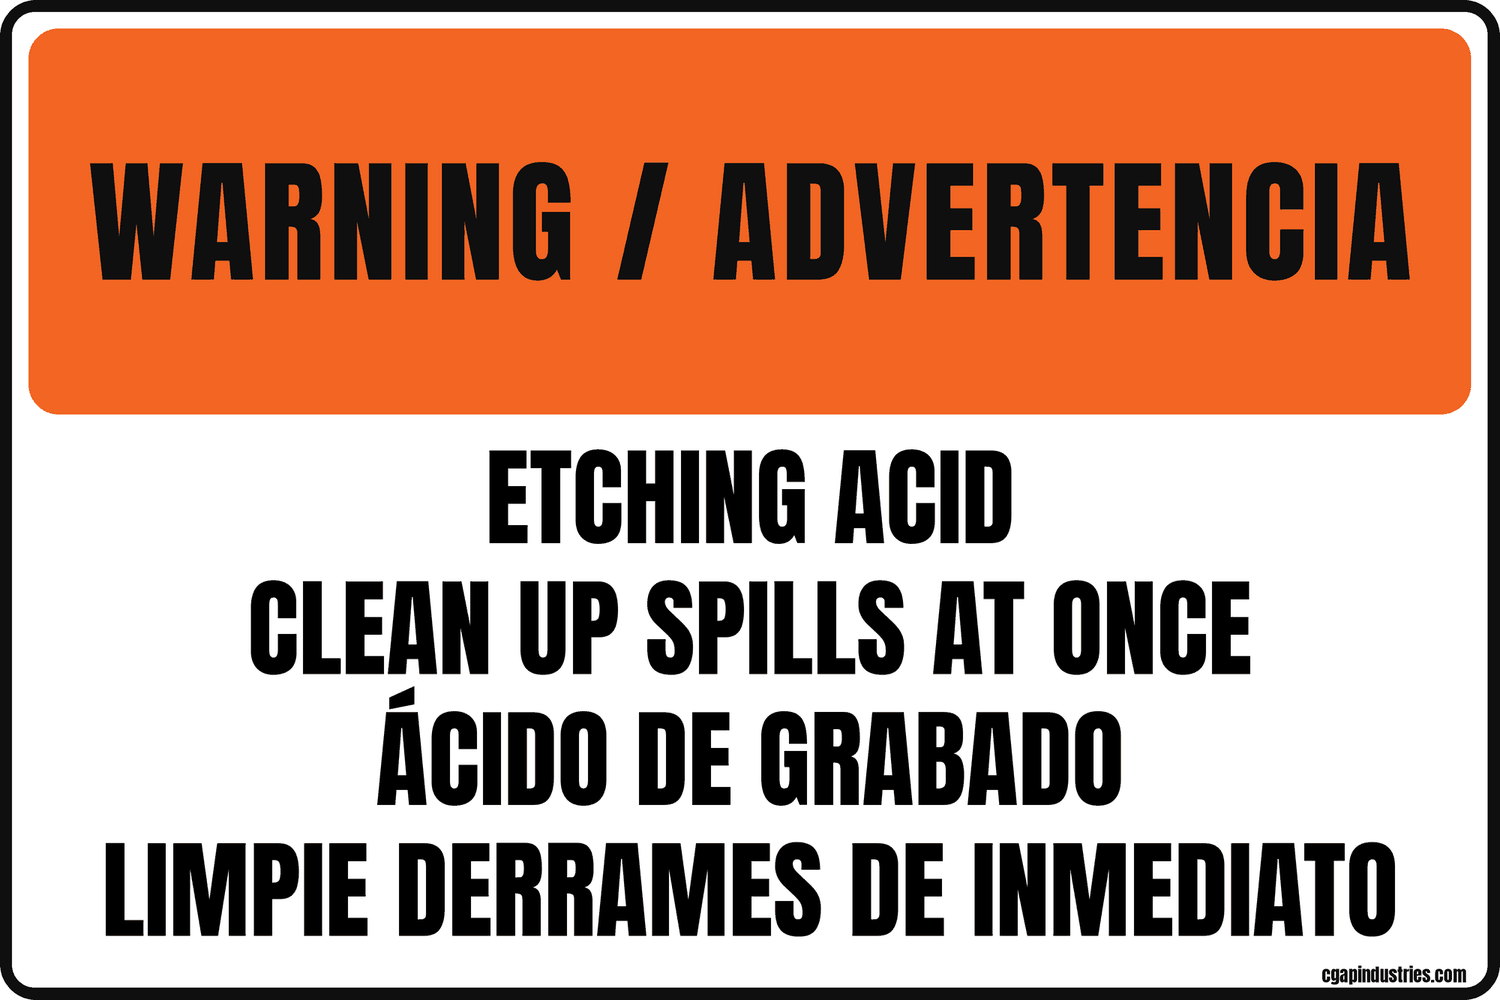 WARNING / ADVERTENCIA
ETCHING ACID
CLEAN UP SPILLS AT ONCE
ÁCIDO DE GRABADO
LIMPIE DERRAMES DE INMEDIATO
cgapindustries.com